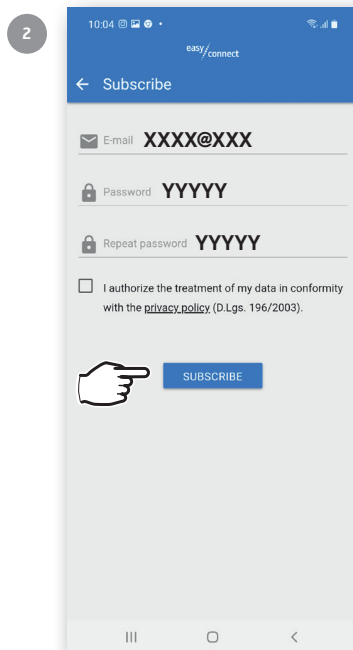 2
10:04
easy/connect
Subscribe
E-mail XXXX@XXX
Password YYYYY
Repeat password YYYYY
I authorize the treatment of my data in conformity
with the privacy policy (D.Lgs. 196/2003).
SUBSCRIBE